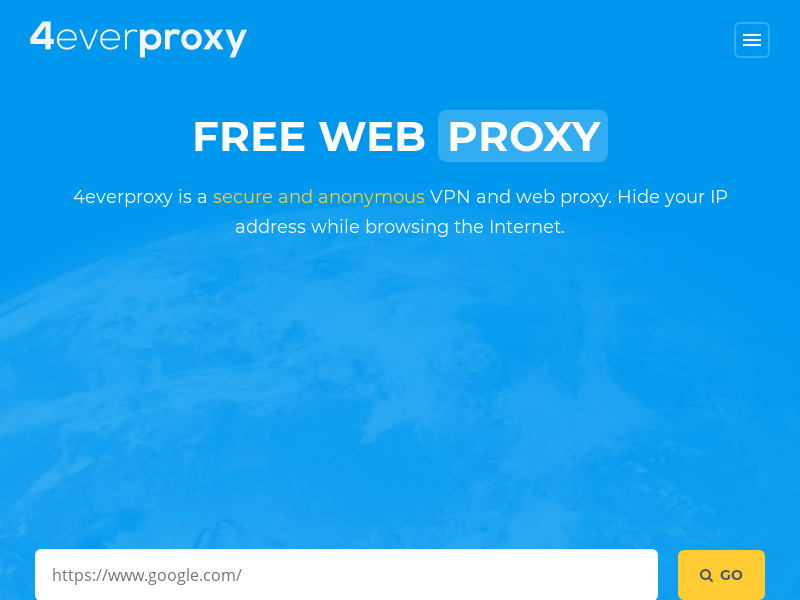 4everproxy
FREE WEB PROXY
4everproxy is a secure and anonymous VPN and web proxy. Hide your IP
address while browsing the Internet.
https://www.google.com/
GO